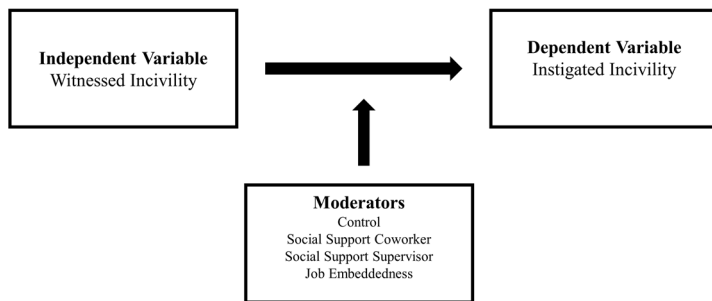 Independent Variable
Witnessed Incivility
Dependent Variable
Instigated Incivility
Moderators
Control
Social Support Coworker
Social Support Supervisor
Job Embeddedness